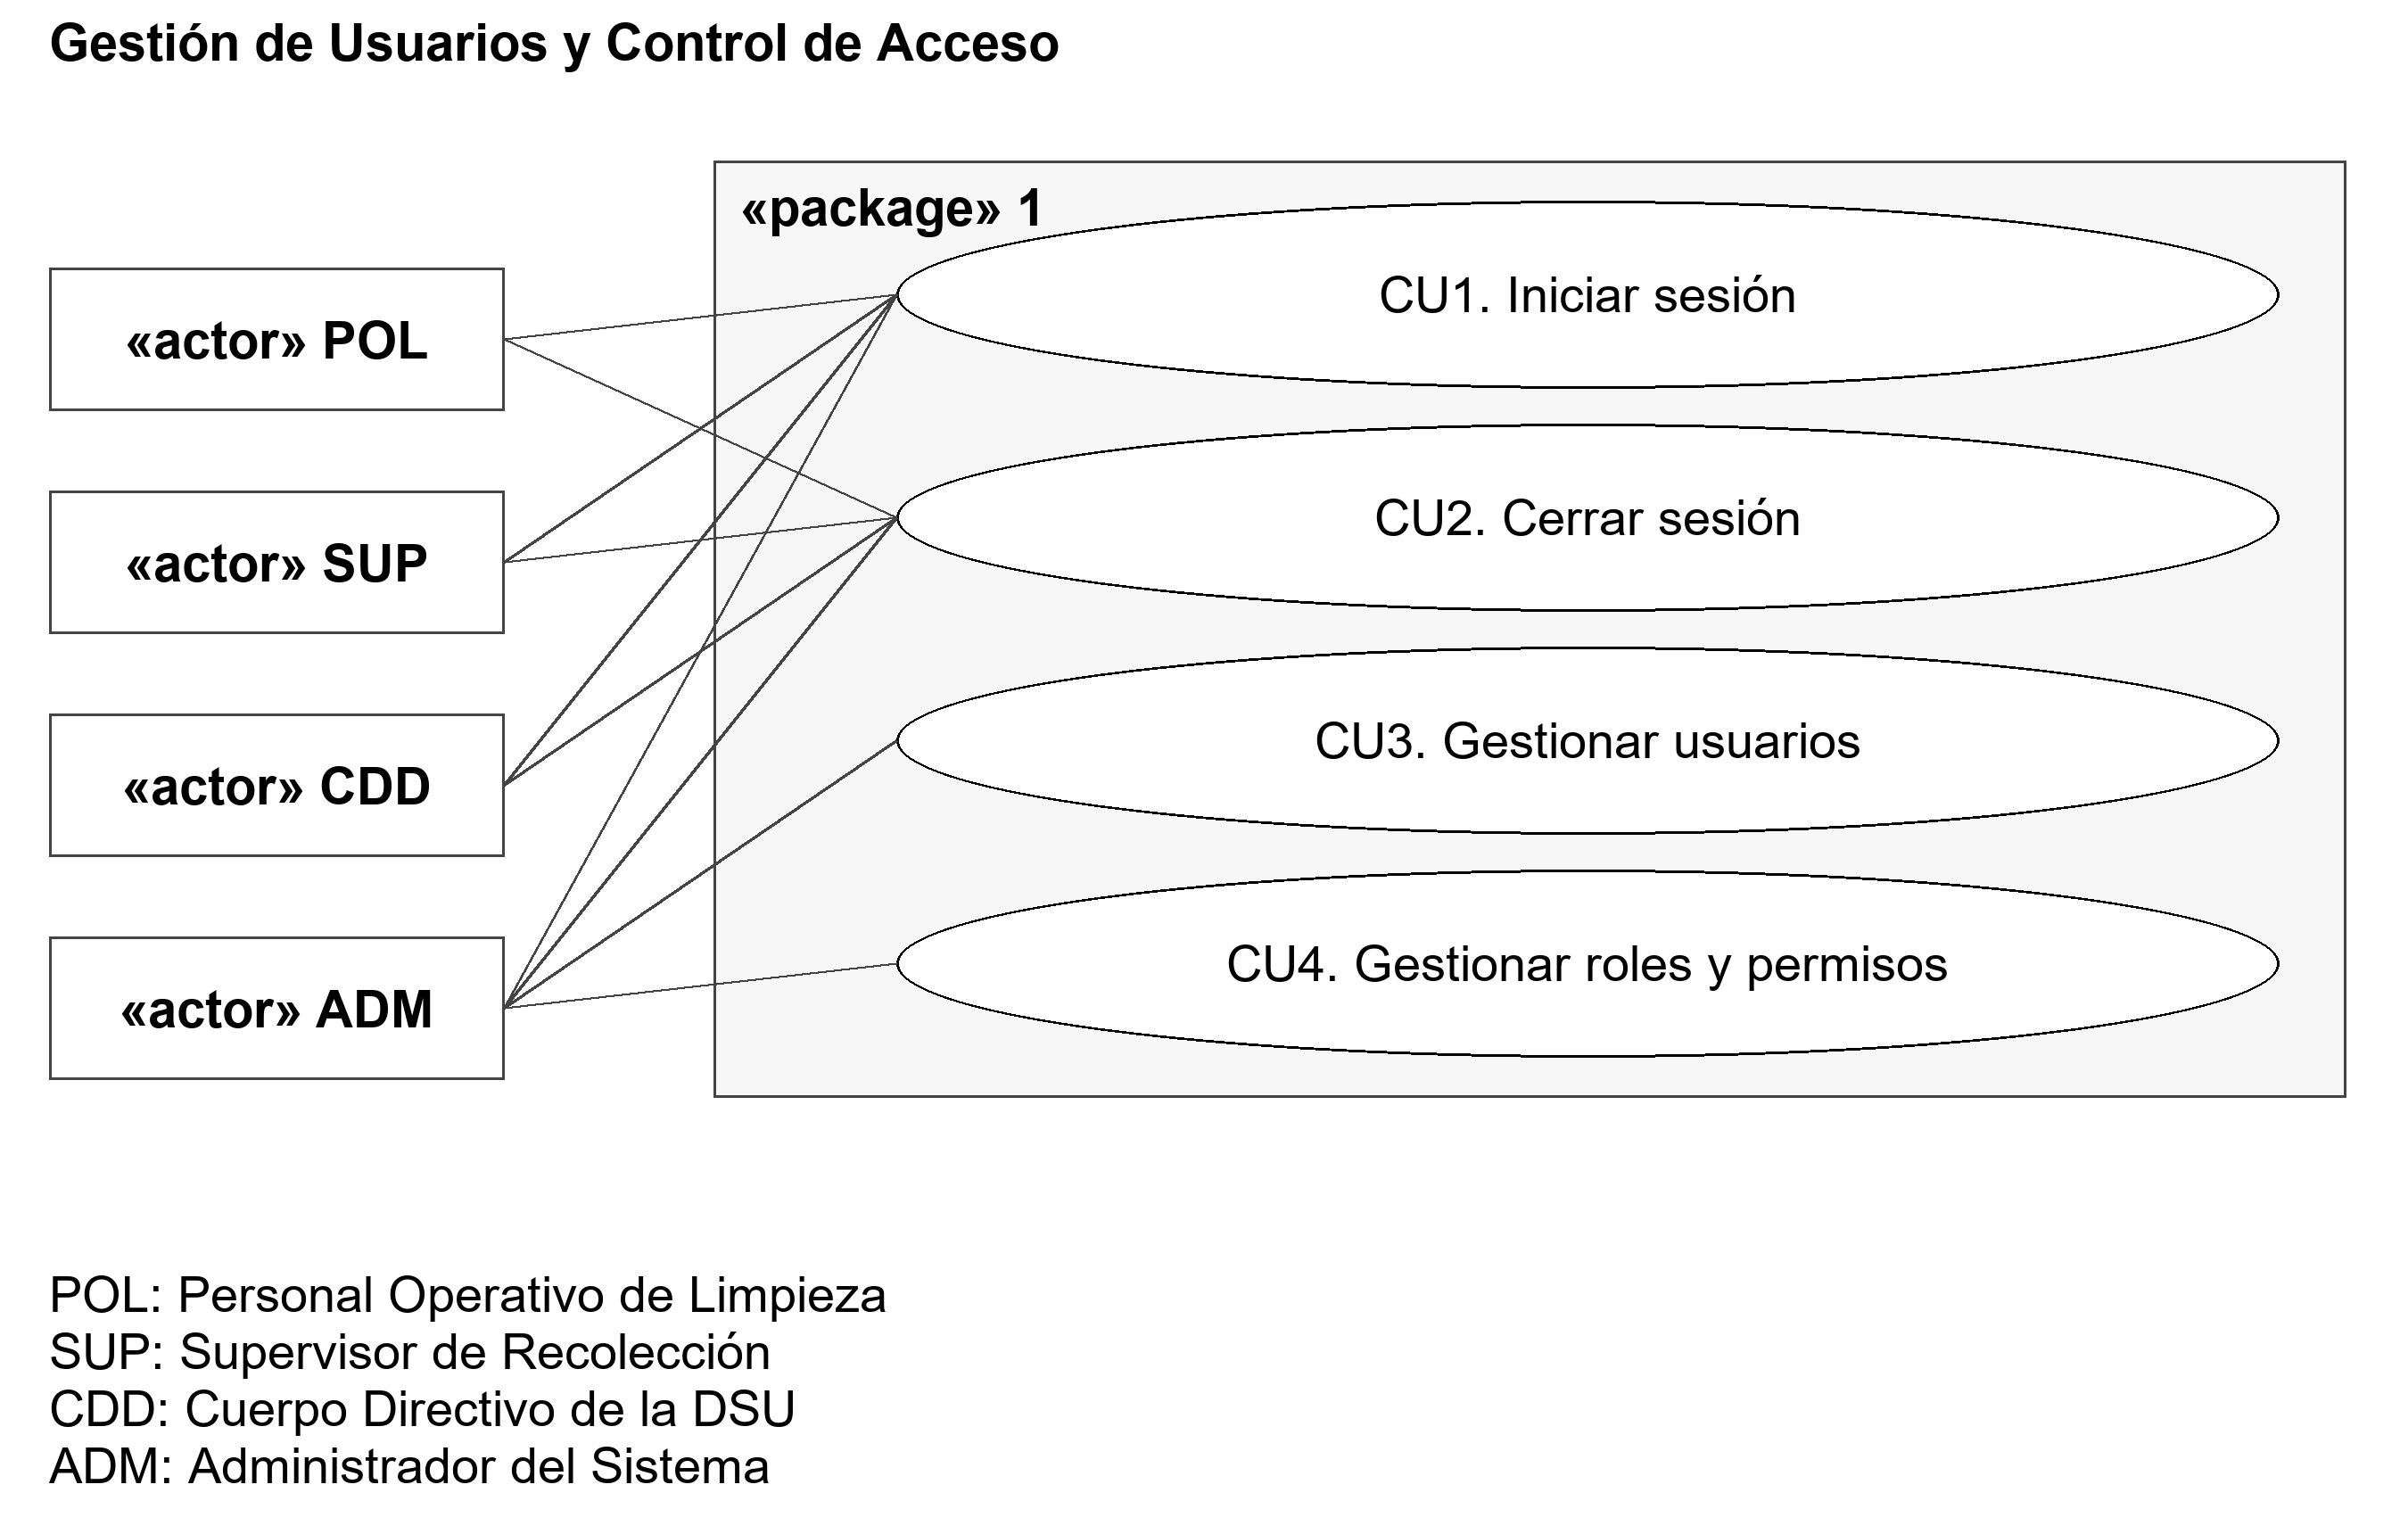 Gestión de Usuarios y Control de Acceso
«package» 1
«actor» POL
«actor» SUP
«actor» CDD
«actor» ADM
CU1. Iniciar sesión
CU2. Cerrar sesión
CU3. Gestionar usuarios
CU4. Gestionar roles y permisos
POL: Personal Operativo de Limpieza
SUP: Supervisor de Recolección
CDD: Cuerpo Directivo de la DSU
ADM: Administrador del Sistema